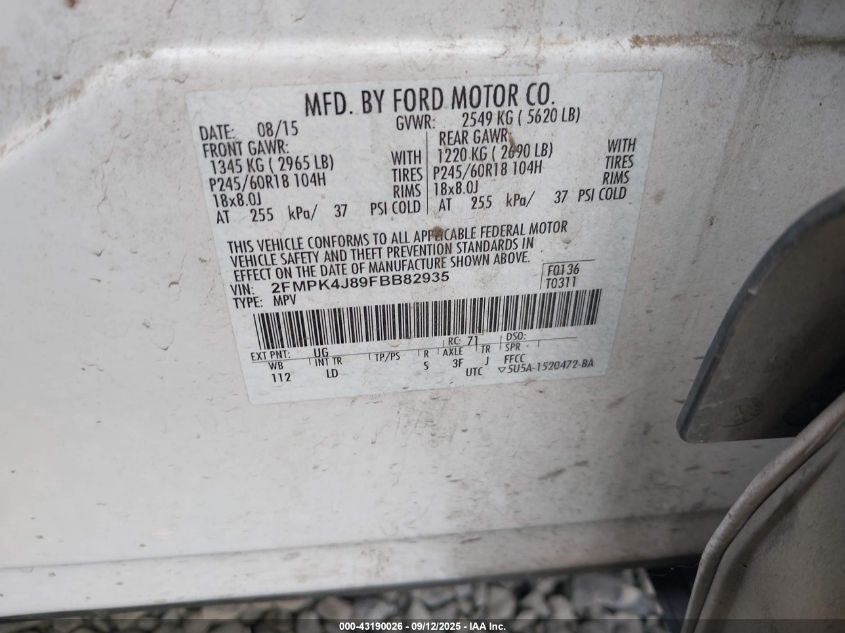 MFD. BY FORD MOTOR CO.
DATE: 08/15 GVWR: 2549 KG ( 5620 LB)
FRONT GAWR: REAR GAWR:
1345 KG ( 2965 LB) WITH 1220 KG ( 2690 LB) WITH
P245/60R18 104H TIRES P245/60R18 104H TIRES
18x8.0J RIMS 18x8.0J RIMS
AT 255 kPa/ 37 PSI COLD AT 255 kPa/ 37 PSI COLD
THIS VEHICLE CONFORMS TO ALL APPLICABLE FEDERAL MOTOR
VEHICLE SAFETY AND THEFT PREVENTION STANDARDS IN
EFFECT ON THE DATE OF MANUFACTURE SHOWN ABOVE.
VIN: 2FMPK4J89FBB82935 F0136
TYPE: MPV T0311
EXT PNT: UG RC: 71 DSO:
WB INT TR TP/PS R AXLE TR SPR
112 LD S 3F J FFCC
UTC ▽5U5A-1520472-BA
000-43190026 - 09/12/2025 - IAA Inc.